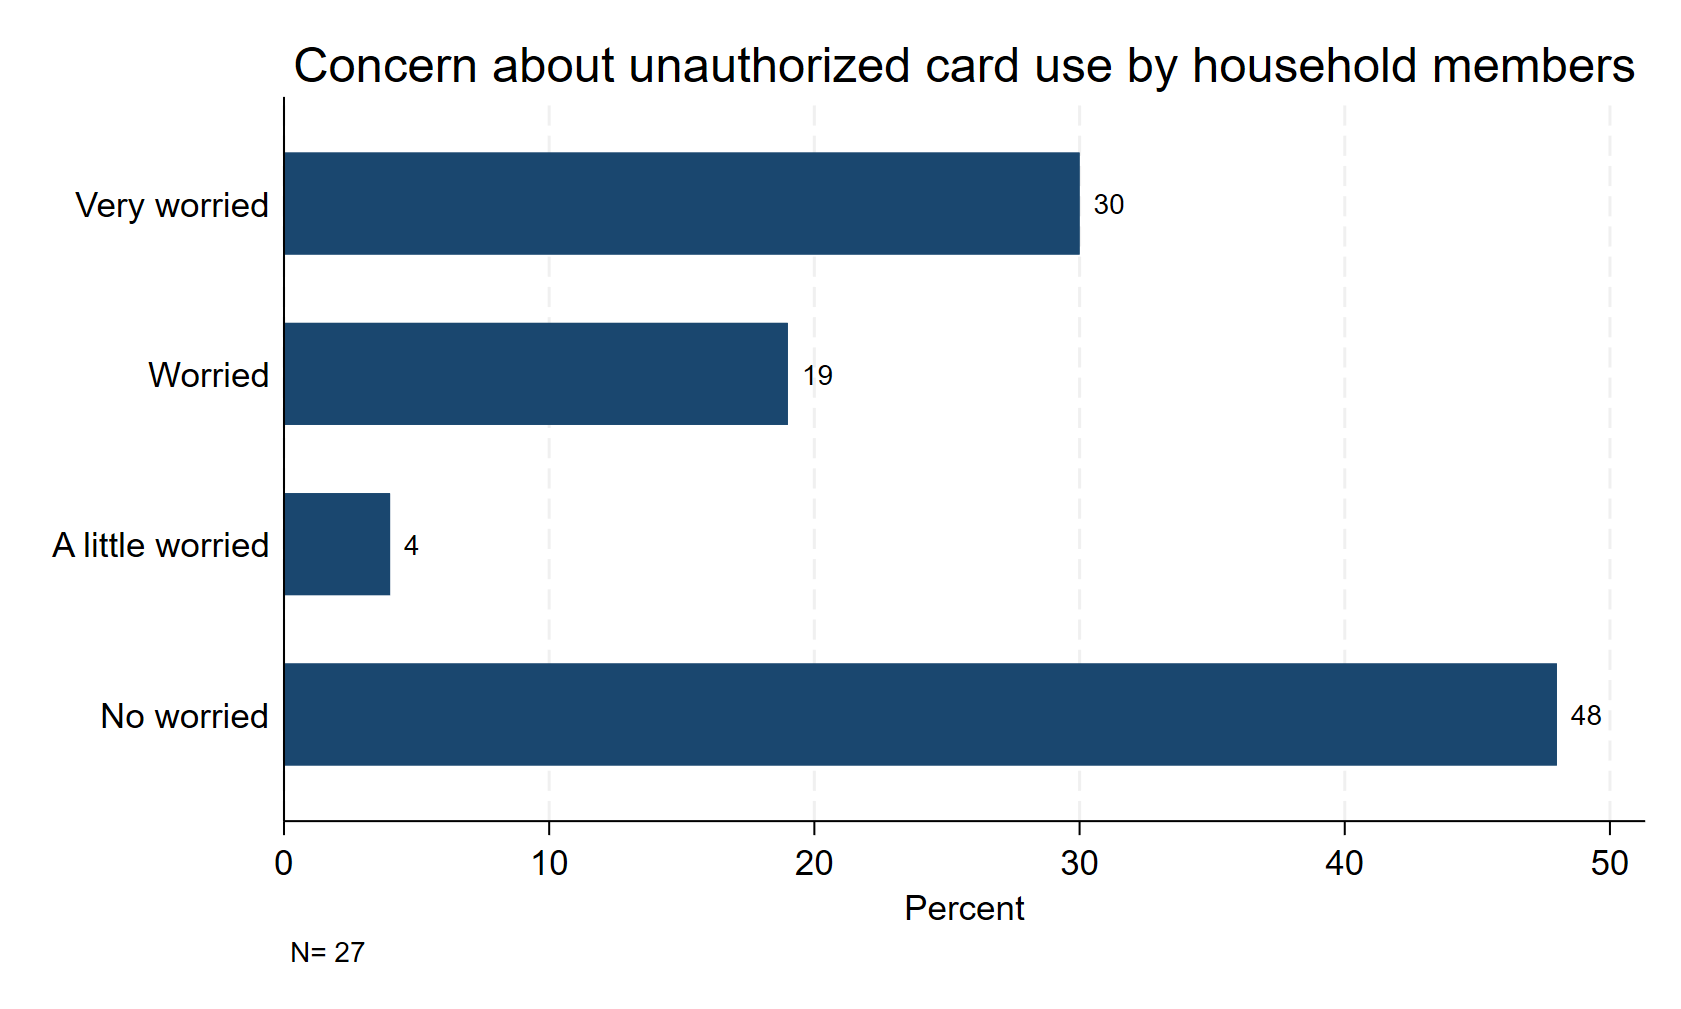 Concern about unauthorized card use by household members
Very worried
30
Worried
19
A little worried
4
No worried
48
0 10 20 30 40 50
Percent
N= 27